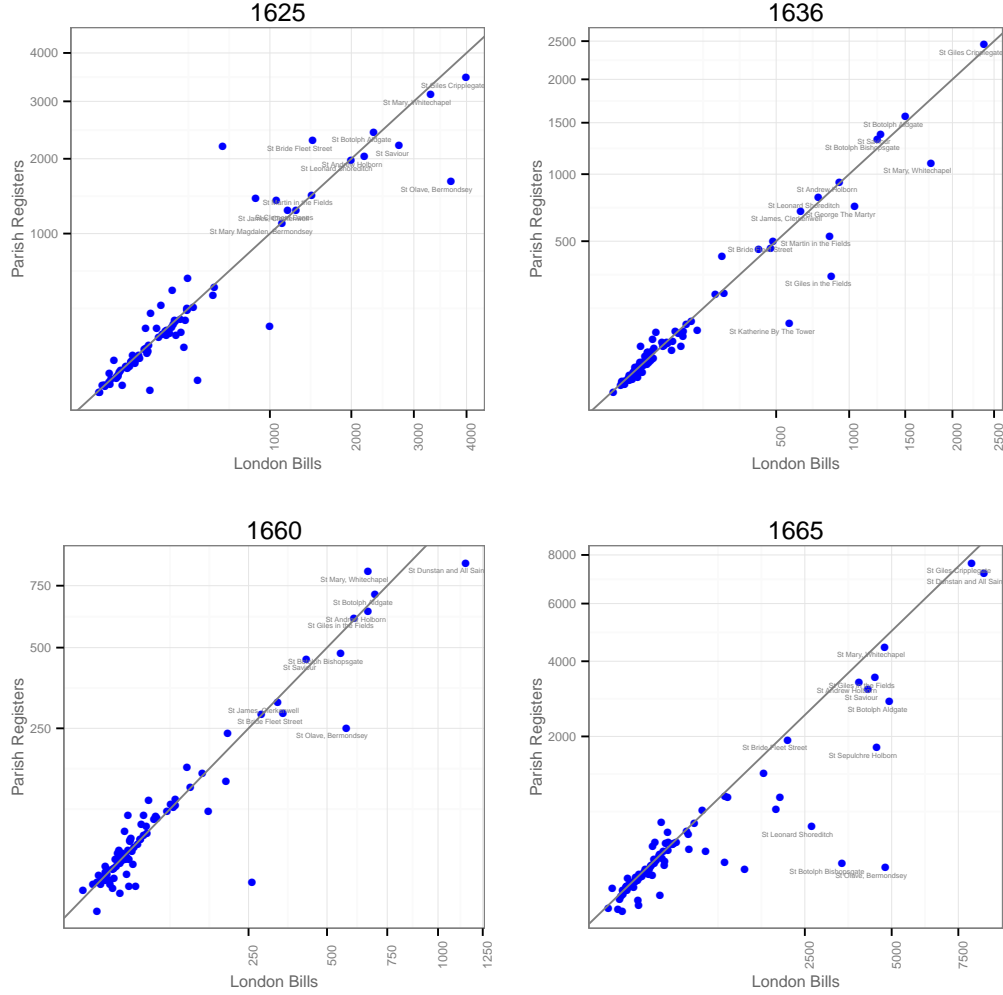 1625
4000
3000
2000
1000
Parish Registers
St Giles Cripplegate
St Mary, Whitechapel
St Botolph Aldgate
St Bride Fleet Street
St Saviour
St Andrew Holborn
St Leonard Shoreditch
St Olave, Bermondsey
St Martin in the Fields
St Clement Danes
St James, Clerkenwell
St Mary Magdalen, Bermondsey
1000
2000
3000
4000
London Bills
1636
2500
2000
1500
1000
500
Parish Registers
St Giles Cripplegate
St Botolph Aldgate
St Saviour
St Botolph Bishopsgate
St Mary, Whitechapel
St Andrew Holborn
St Leonard Shoreditch
St George The Martyr
St James, Clerkenwell
St Martin in the Fields
St Bride Fleet Street
St Giles in the Fields
St Katherine By The Tower
500
1000
1500
2000
2500
London Bills
1660
750
500
250
Parish Registers
St Dunstan and All Sain
St Mary, Whitechapel
St Botolph Aldgate
St Andrew Holborn
St Giles in the Fields
St Botolph Bishopsgate
St Saviour
St James, Clerkenwell
St Bride Fleet Street
St Olave, Bermondsey
250
500
750
1000
1250
London Bills
1665
8000
6000
4000
2000
Parish Registers
St Giles Cripplegate
St Dunstan and All Sain
St Mary, Whitechapel
St Giles in the Fields
St Andrew Holborn
St Saviour
St Botolph Aldgate
St Bride Fleet Street
St Sepulchre Holborn
St Leonard Shoreditch
St Botolph Bishopsgate
St Olave, Bermondsey
2500
5000
7500
London Bills